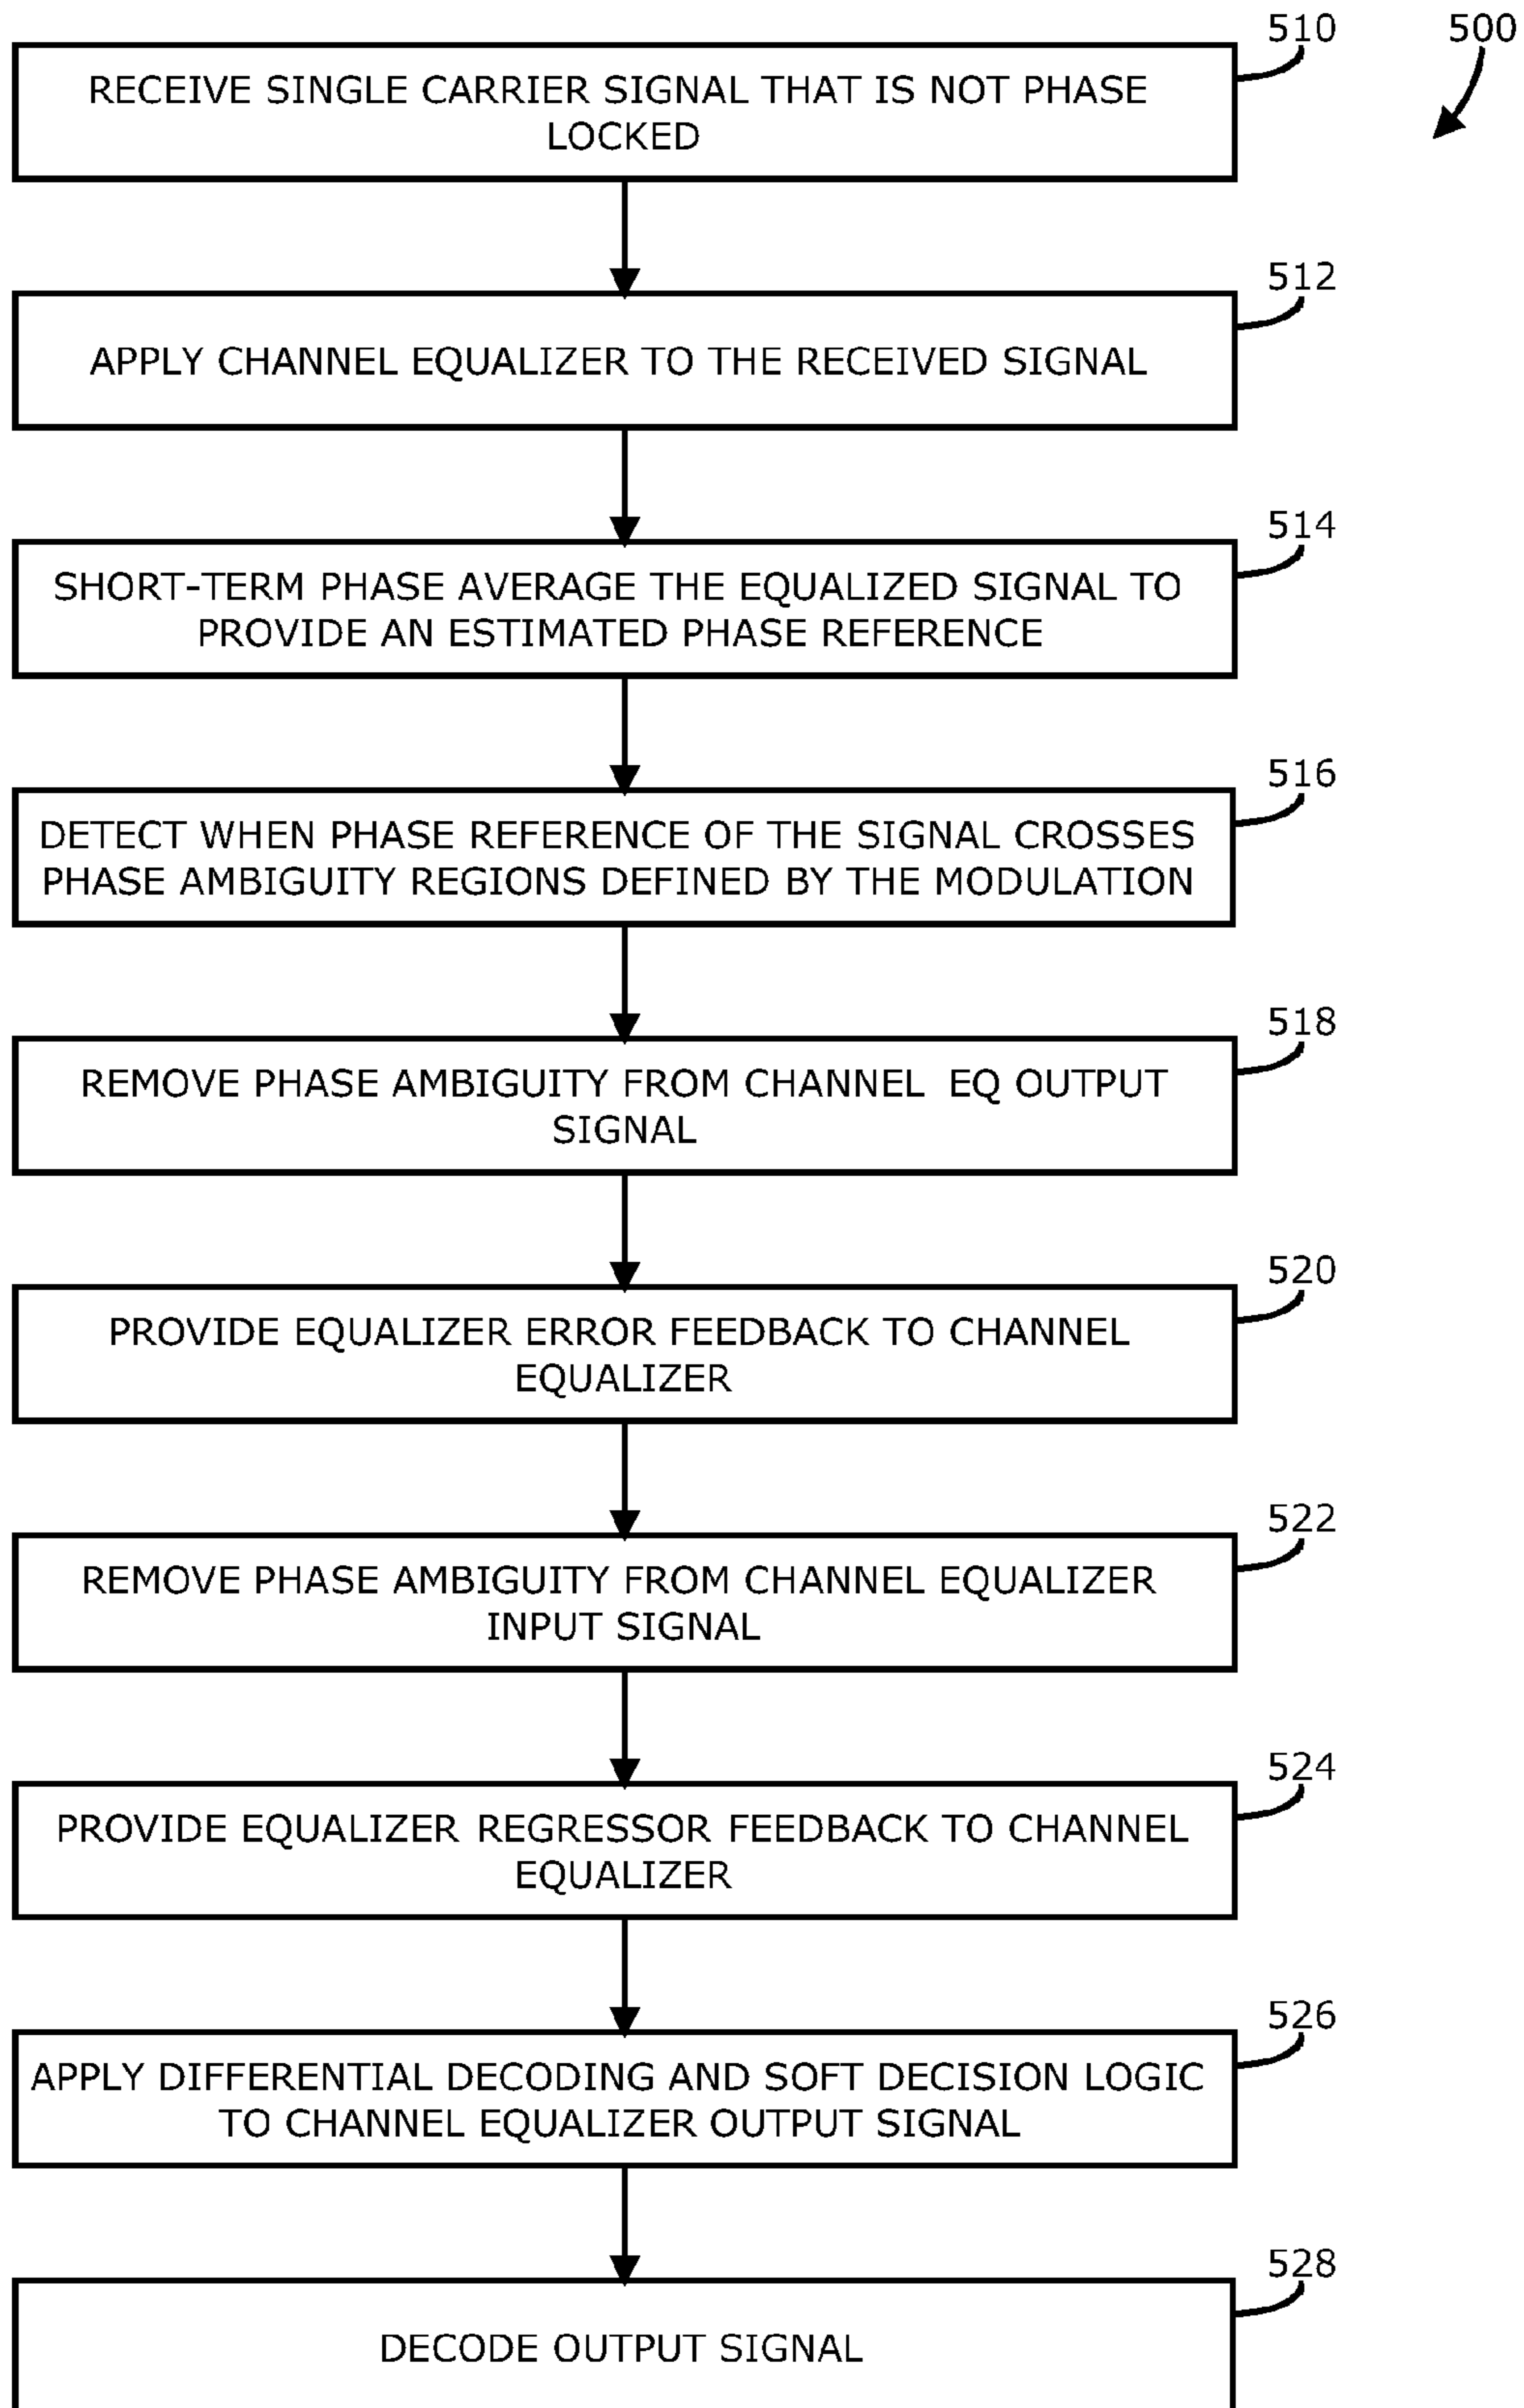 510
500
RECEIVE SINGLE CARRIER SIGNAL THAT IS NOT PHASE
LOCKED
512
APPLY CHANNEL EQUALIZER TO THE RECEIVED SIGNAL
514
SHORT-TERM PHASE AVERAGE THE EQUALIZED SIGNAL TO
PROVIDE AN ESTIMATED PHASE REFERENCE
516
DETECT WHEN PHASE REFERENCE OF THE SIGNAL CROSSES
PHASE AMBIGUITY REGIONS DEFINED BY THE MODULATION
518
REMOVE PHASE AMBIGUITY FROM CHANNEL EQ OUTPUT
SIGNAL
520
PROVIDE EQUALIZER ERROR FEEDBACK TO CHANNEL
EQUALIZER
522
REMOVE PHASE AMBIGUITY FROM CHANNEL EQUALIZER
INPUT SIGNAL
524
PROVIDE EQUALIZER REGRESSOR FEEDBACK TO CHANNEL
EQUALIZER
526
APPLY DIFFERENTIAL DECODING AND SOFT DECISION LOGIC
TO CHANNEL EQUALIZER OUTPUT SIGNAL
528
DECODE OUTPUT SIGNAL